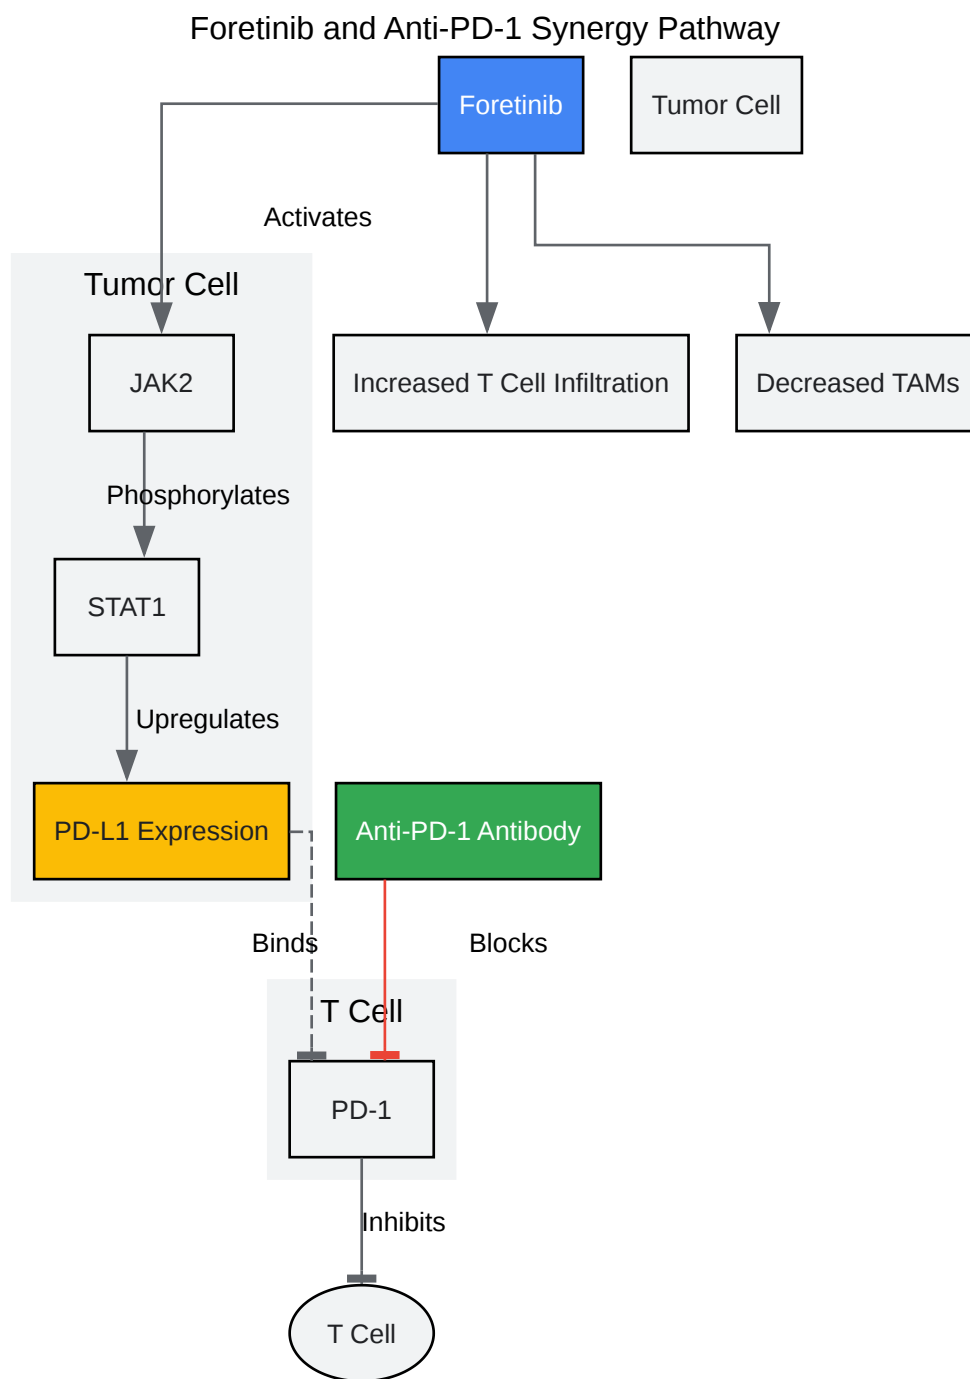 Foretinib and Anti-PD-1 Synergy Pathway
Foretinib
Tumor Cell
Activates
Tumor Cell
JAK2
Increased T Cell Infiltration
Decreased TAMs
Phosphorylates
STAT1
Upregulates
PD-L1 Expression
Anti-PD-1 Antibody
Binds
Blocks
T Cell
PD-1
Inhibits
T Cell